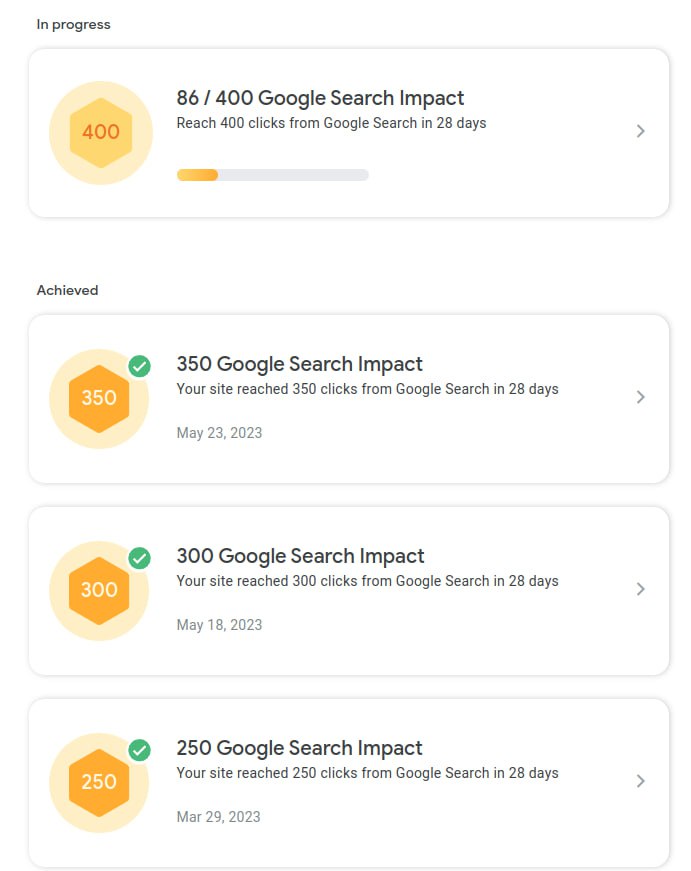 In progress
400
86 / 400 Google Search Impact
Reach 400 clicks from Google Search in 28 days
Achieved
350
350 Google Search Impact
Your site reached 350 clicks from Google Search in 28 days
May 23, 2023
300
300 Google Search Impact
Your site reached 300 clicks from Google Search in 28 days
May 18, 2023
250
250 Google Search Impact
Your site reached 250 clicks from Google Search in 28 days
Mar 29, 2023